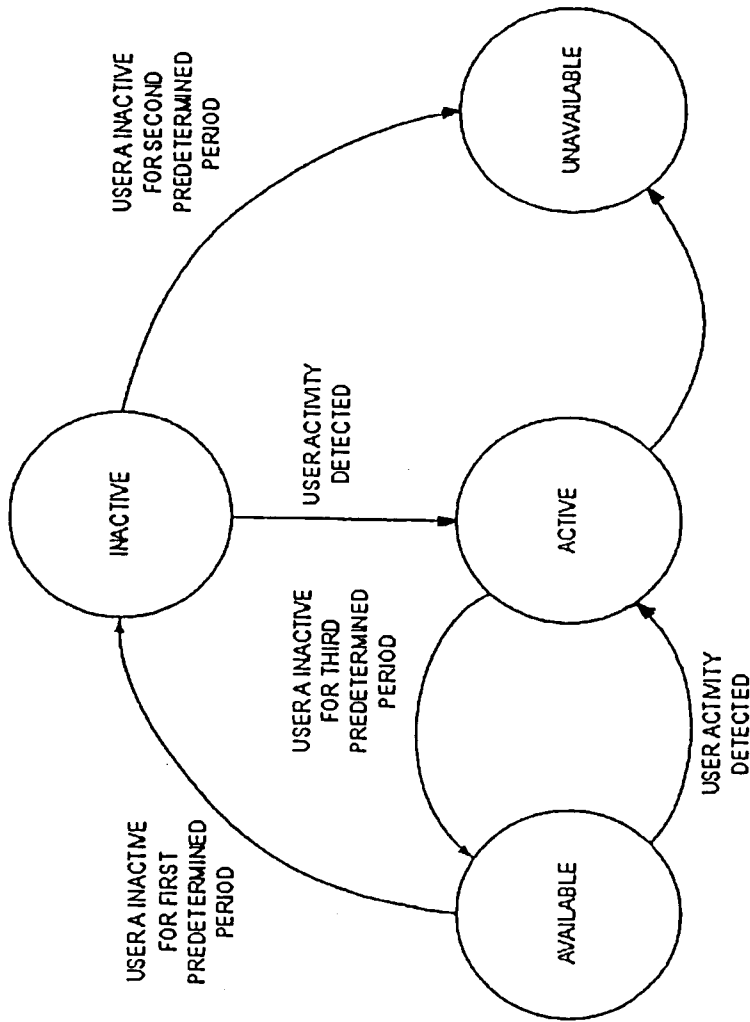 USER A INACTIVE
FOR FIRST
PREDETERMINED
PERIOD
INACTIVE
USER A INACTIVE
FOR SECOND
PREDETERMINED
PERIOD
USER A INACTIVE
FOR THIRD
PREDETERMINED
PERIOD
USER ACTIVITY
DETECTED
AVAILABLE
ACTIVE
UNAVAILABLE
USER ACTIVITY
DETECTED